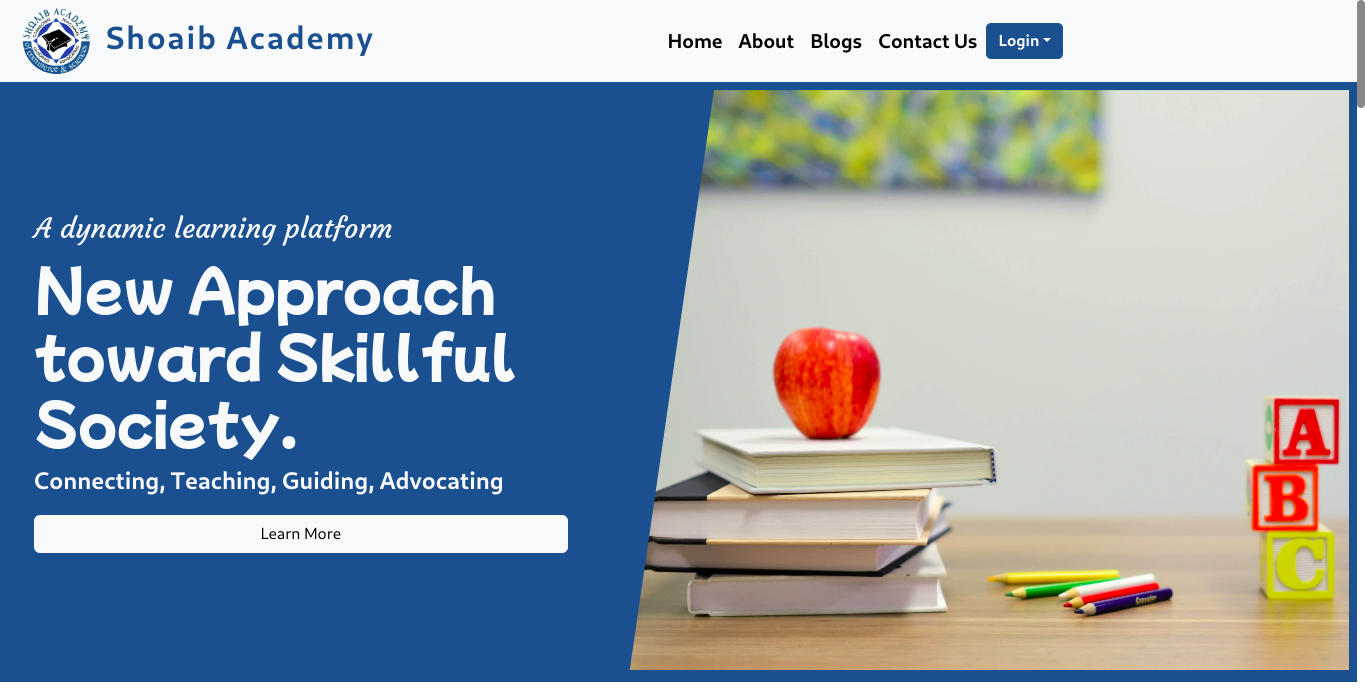 SHOAIB ACADEMY
Shoaib Academy
Home About Blogs Contact Us Login
A dynamic learning platform
New Approach
toward Skillful
Society.
Connecting, Teaching, Guiding, Advocating
Learn More
A
B
C